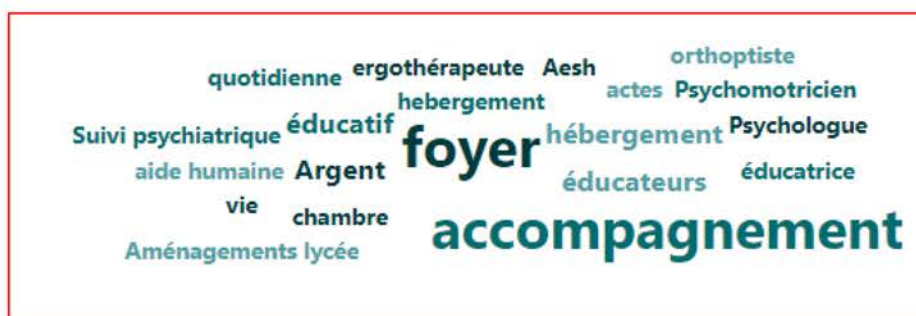 orthoptiste
quotidienne ergothérapeute Aesh
actes Psychomotricien
hebergement
Suivi psychiatrique éducatif foyer hébergement Psychologue
aide humaine Argent éducateurs éducatrice
vie chambre
accompagnement
Aménagements lycée